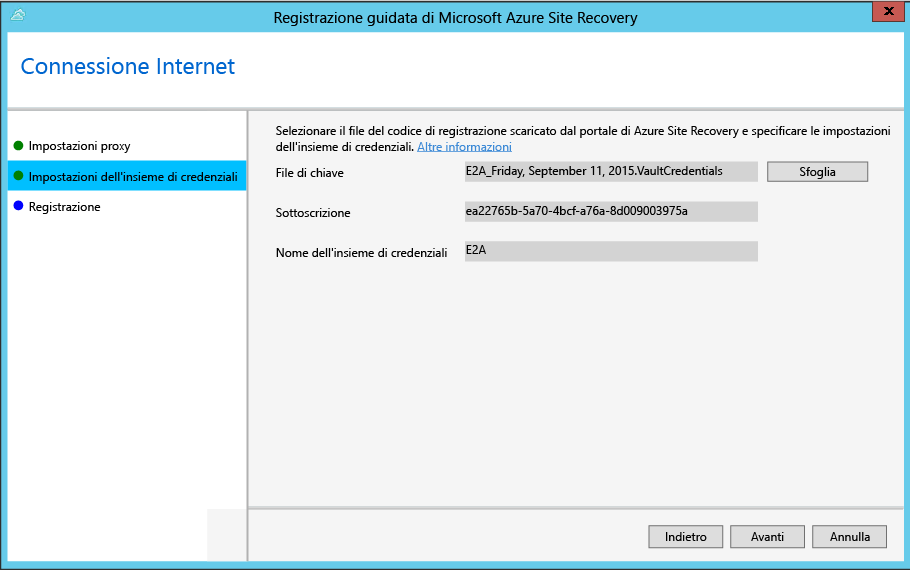 Registrazione guidata di Microsoft Azure Site Recovery
Connessione Internet
Impostazioni proxy
Impostazioni dell'insieme di credenziali
Registrazione
Selezionare il file del codice di registrazione scaricato dal portale di Azure Site Recovery e specificare le impostazioni
dell'insieme di credenziali. Altre informazioni
File di chiave
E2A_Friday, September 11, 2015.VaultCredentials
Sfoglia
Sottoscrizione
ea22765b-5a70-4bcf-a76a-8d009003975a
Nome dell'insieme di credenziali
E2A
Indietro
Avanti
Annulla